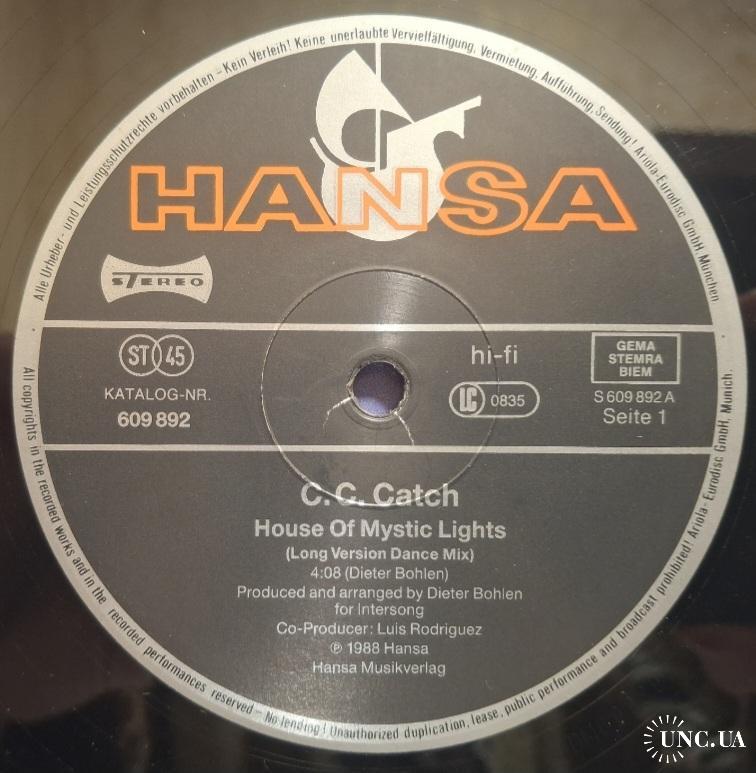 Alle Urheber- und Leistungsschutzrechte vorbehalten – Kein Verleih! Keine unerlaubte Vervielfältigung, Vermietung, Aufführung, Sendung! Ariola-Eurodisc GmbH München
HANSA
STEREO
ST 45
hi-fi
GEMA
STEMRA
BIEM
KATALOG-NR.
609 892
LC 0835
S 609 892 A
Seite 1
C. C. Catch
House Of Mystic Lights
(Long Version Dance Mix)
4:08 (Dieter Bohlen)
Produced and arranged by Dieter Bohlen
for Intersong
Co-Producer: Luis Rodriguez
℗ 1988 Hansa
Hansa Musikverlag
All copyrights in the recorded works and in the recorded performances reserved – No lending! Unauthorized duplication, lease, public performance and broadcast prohibited! Ariola-Eurodisc GmbH, Munich.
UNC.UA